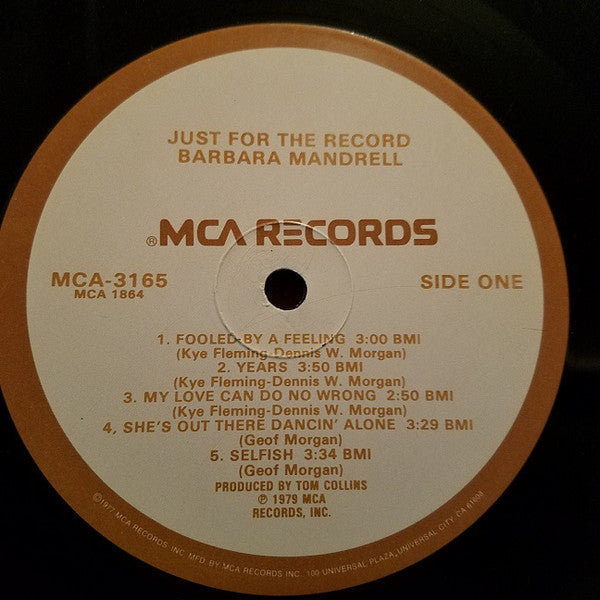 JUST FOR THE RECORD
BARBARA MANDRELL
®MCA RECORDS
MCA-3165
MCA 1864
SIDE ONE
1. FOOLED BY A FEELING 3:00 BMI
(Kye Fleming-Dennis W. Morgan)
2. YEARS 3:50 BMI
(Kye Fleming-Dennis W. Morgan)
3. MY LOVE CAN DO NO WRONG 2:50 BMI
(Kye Fleming-Dennis W. Morgan)
4, SHE'S OUT THERE DANCIN' ALONE 3:29 BMI
(Geof Morgan)
5. SELFISH 3:34 BMI
(Geof Morgan)
PRODUCED BY TOM COLLINS
℗ 1979 MCA
RECORDS, INC.
©1977 MCA RECORDS, INC. MFD. BY MCA RECORDS INC. 100 UNIVERSAL PLAZA, UNIVERSAL CITY, CA 91608